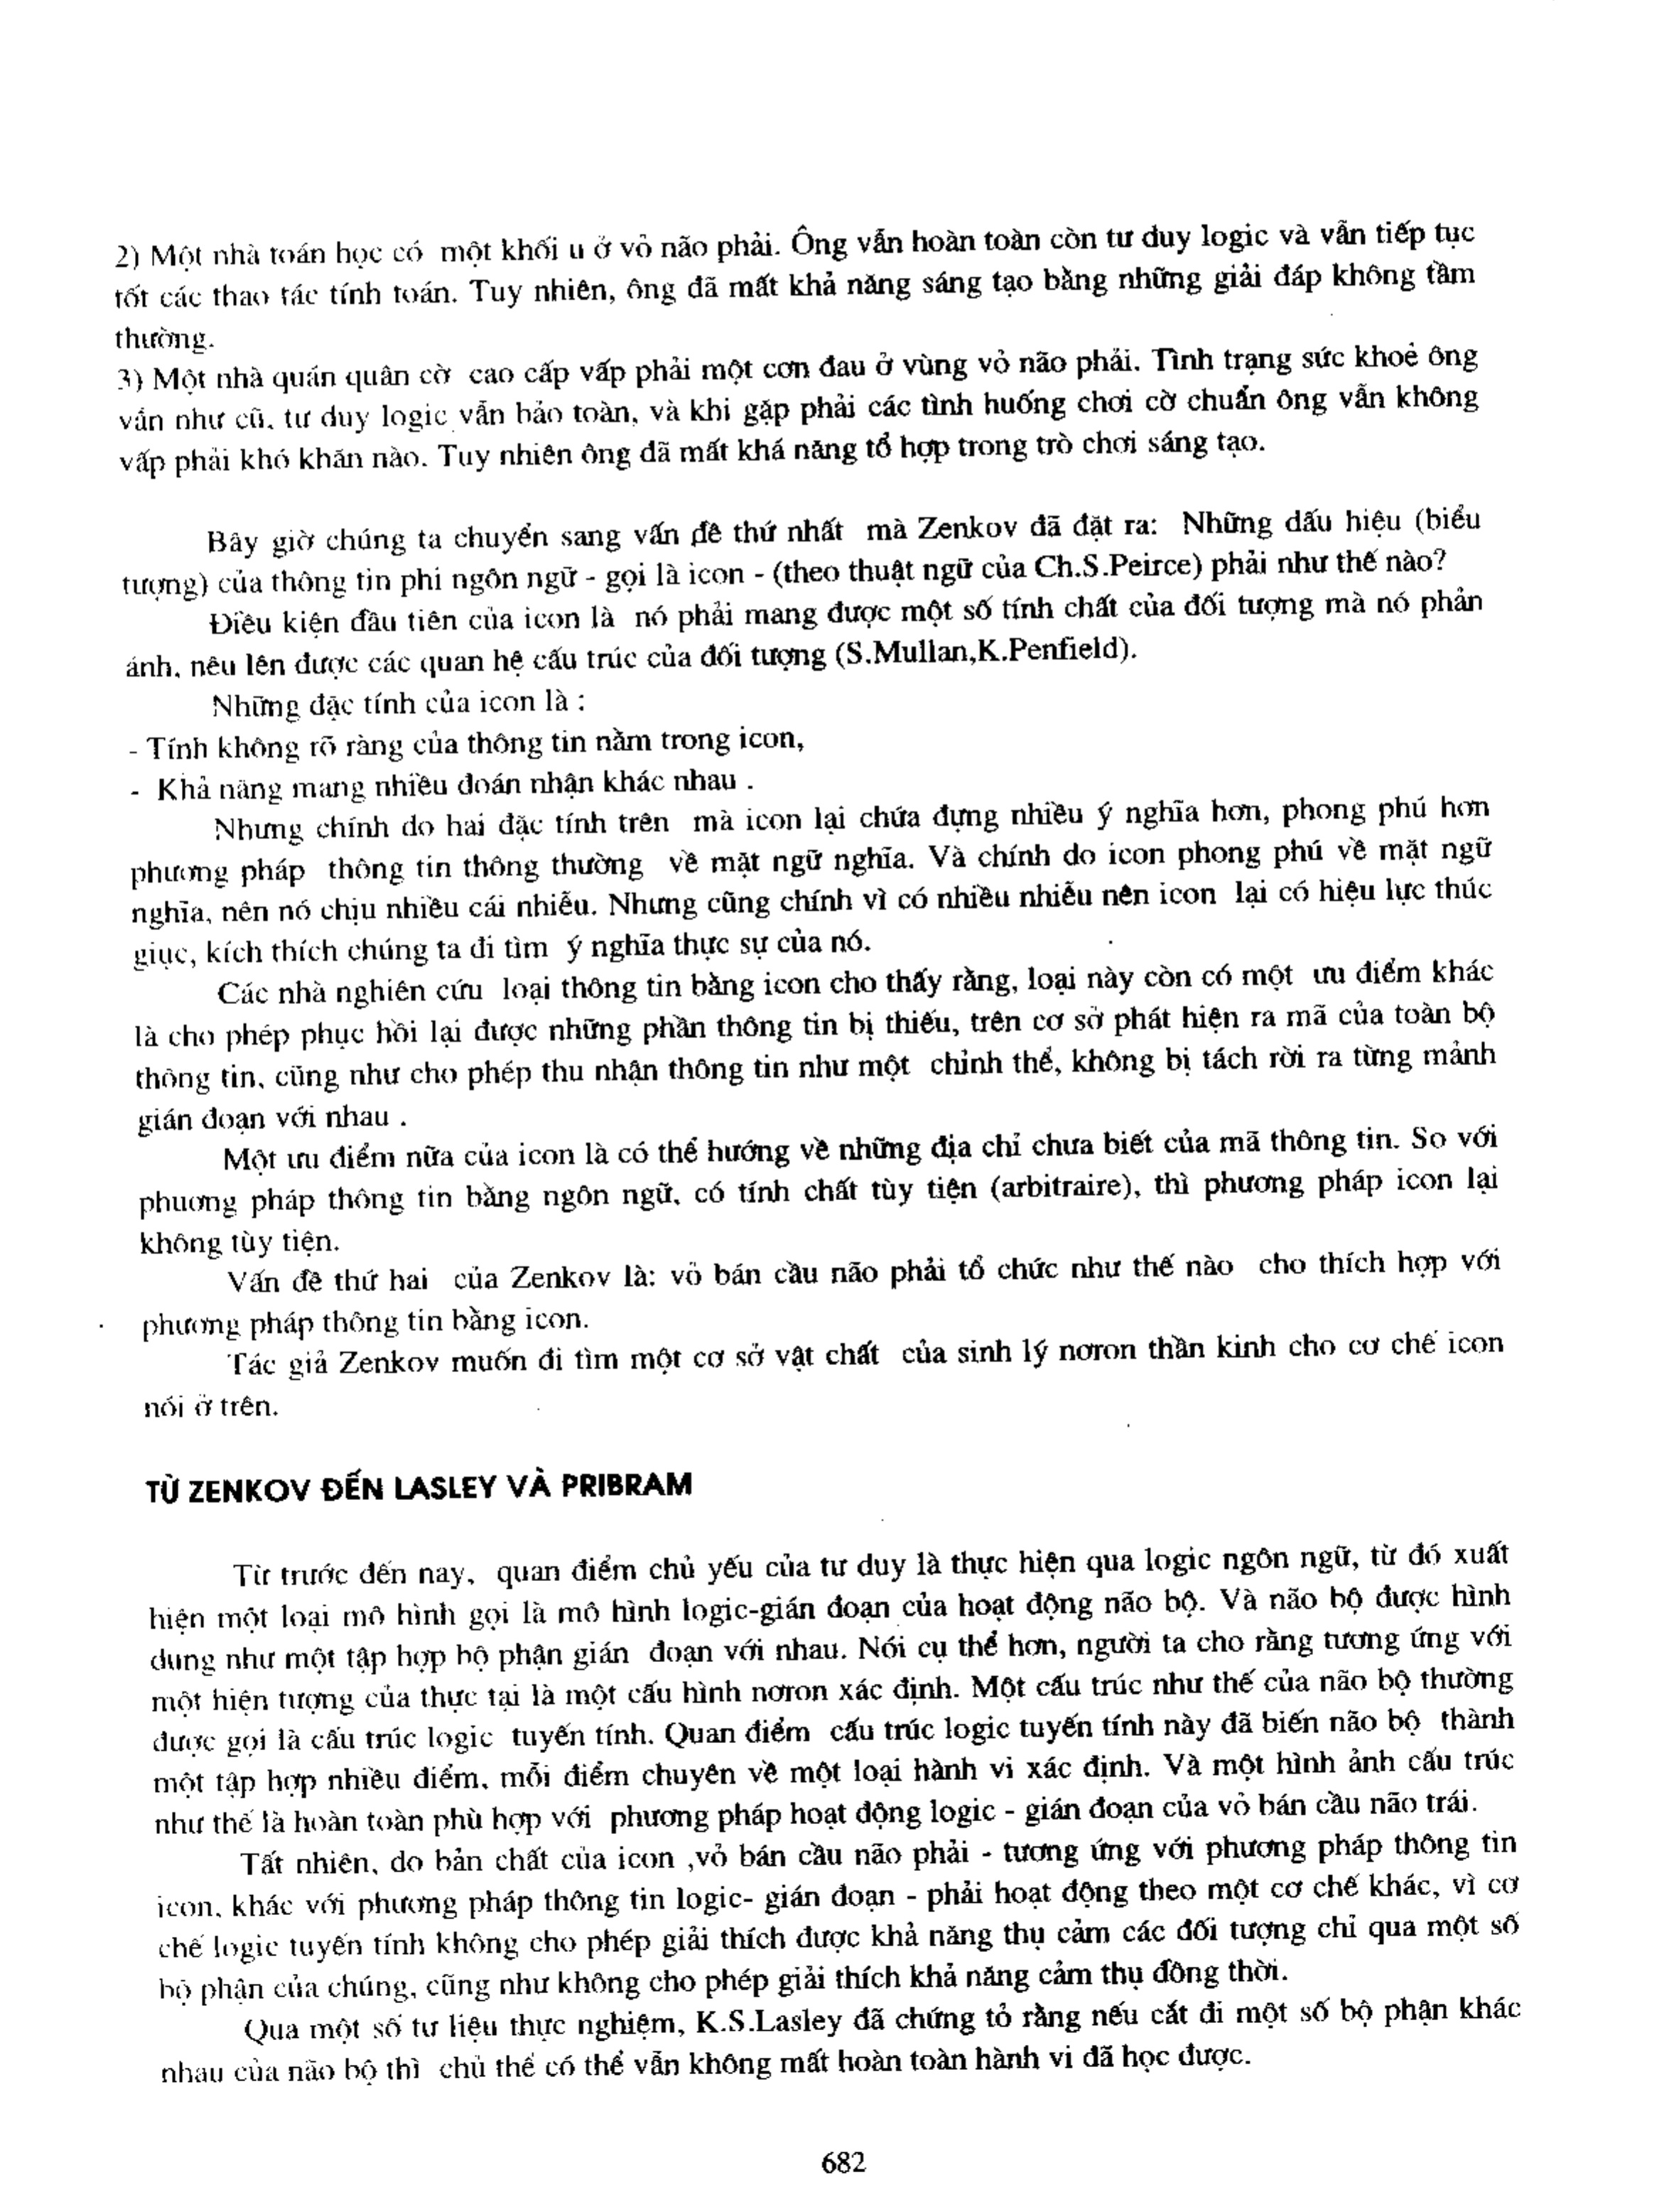 2) Một nhà toán học có một khối u ở vỏ não phải. Ông vẫn hoàn toàn còn tư duy logic và vẫn tiếp tục
tốt các thao tác tính toán. Tuy nhiên, ông đã mất khả năng sáng tạo bằng những giải đáp không tầm
thường.
3) Một nhà quán quân cờ cao cấp vấp phải một cơn đau ở vùng vỏ não phải. Tình trạng sức khoẻ ông
vẫn như cũ, tư duy logic vẫn bảo toàn, và khi gặp phải các tình huống chơi cờ chuẩn ông vẫn không
vấp phải khó khăn nào. Tuy nhiên ông đã mất khả năng tổ hợp trong trò chơi sáng tạo.
Bây giờ chúng ta chuyển sang vấn đề thứ nhất mà Zenkov đã đặt ra: Những dấu hiệu (biểu
tượng) của thông tin phi ngôn ngữ - gọi là icon - (theo thuật ngữ của Ch.S.Peirce) phải như thế nào?
Điều kiện đầu tiên của icon là nó phải mang được một số tính chất của đối tượng mà nó phản
ánh, nêu lên được các quan hệ cấu trúc của đối tượng (S.Mullan,K.Penfield).
Những đặc tính của icon là :
- Tính không rõ ràng của thông tin nằm trong icon,
- Khả năng mang nhiều đoán nhận khác nhau .
Nhưng chính do hai đặc tính trên mà icon lại chứa đựng nhiều ý nghĩa hơn, phong phú hơn
phương pháp thông tin thông thường về mặt ngữ nghĩa. Và chính do icon phong phú về mặt ngữ
nghĩa, nên nó chịu nhiều cái nhiễu. Nhưng cũng chính vì có nhiều nhiễu nên icon lại có hiệu lực thúc
giục, kích thích chúng ta đi tìm ý nghĩa thực sự của nó.
Các nhà nghiên cứu loại thông tin bằng icon cho thấy rằng, loại này còn có một ưu điểm khác
là cho phép phục hồi lại được những phần thông tin bị thiếu, trên cơ sở phát hiện ra mã của toàn bộ
thông tin, cũng như cho phép thu nhận thông tin như một chỉnh thể, không bị tách rời ra từng mảnh
gián đoạn với nhau .
Một ưu điểm nữa của icon là có thể hướng về những địa chỉ chưa biết của mã thông tin. So với
phuơng pháp thông tin bằng ngôn ngữ, có tính chất tùy tiện (arbitraire), thì phương pháp icon lại
không tùy tiện.
Vấn đề thứ hai của Zenkov là: vỏ bán cầu não phải tổ chức như thế nào cho thích hợp với
phương pháp thông tin bằng icon.
Tác giả Zenkov muốn đi tìm một cơ sở vật chất của sinh lý nơron thần kinh cho cơ chế icon
nói ở trên.
TỪ ZENKOV ĐẾN LASLEY VÀ PRIBRAM
Từ trước đến nay, quan điểm chủ yếu của tư duy là thực hiện qua logic ngôn ngữ, từ đó xuất
hiện một loại mô hình gọi là mô hình logic-gián đoạn của hoạt động não bộ. Và não bộ được hình
dung như một tập hợp bộ phận gián đoạn với nhau. Nói cụ thể hơn, người ta cho rằng tương ứng với
một hiện tượng của thực tại là một cấu hình nơron xác định. Một cấu trúc như thế của não bộ thường
được gọi là cấu trúc logic tuyến tính. Quan điểm cấu trúc logic tuyến tính này đã biến não bộ thành
một tập hợp nhiều điểm, mỗi điểm chuyên về một loại hành vi xác định. Và một hình ảnh cấu trúc
như thế là hoàn toàn phù hợp với phương pháp hoạt động logic - gián đoạn của vỏ bán cầu não trái.
Tất nhiên, do bản chất của icon ,vỏ bán cầu não phải - tương ứng với phương pháp thông tin
icon, khác với phương pháp thông tin logic- gián đoạn - phải hoạt động theo một cơ chế khác, vì cơ
chế logic tuyến tính không cho phép giải thích được khả năng thụ cảm các đối tượng chỉ qua một số
bộ phận của chúng, cũng như không cho phép giải thích khả năng cảm thụ đồng thời.
Qua một số tư liệu thực nghiệm, K.S.Lasley đã chứng tỏ rằng nếu cắt đi một số bộ phận khác
nhau của não bộ thì chủ thể có thể vẫn không mất hoàn toàn hành vi đã học được.
682